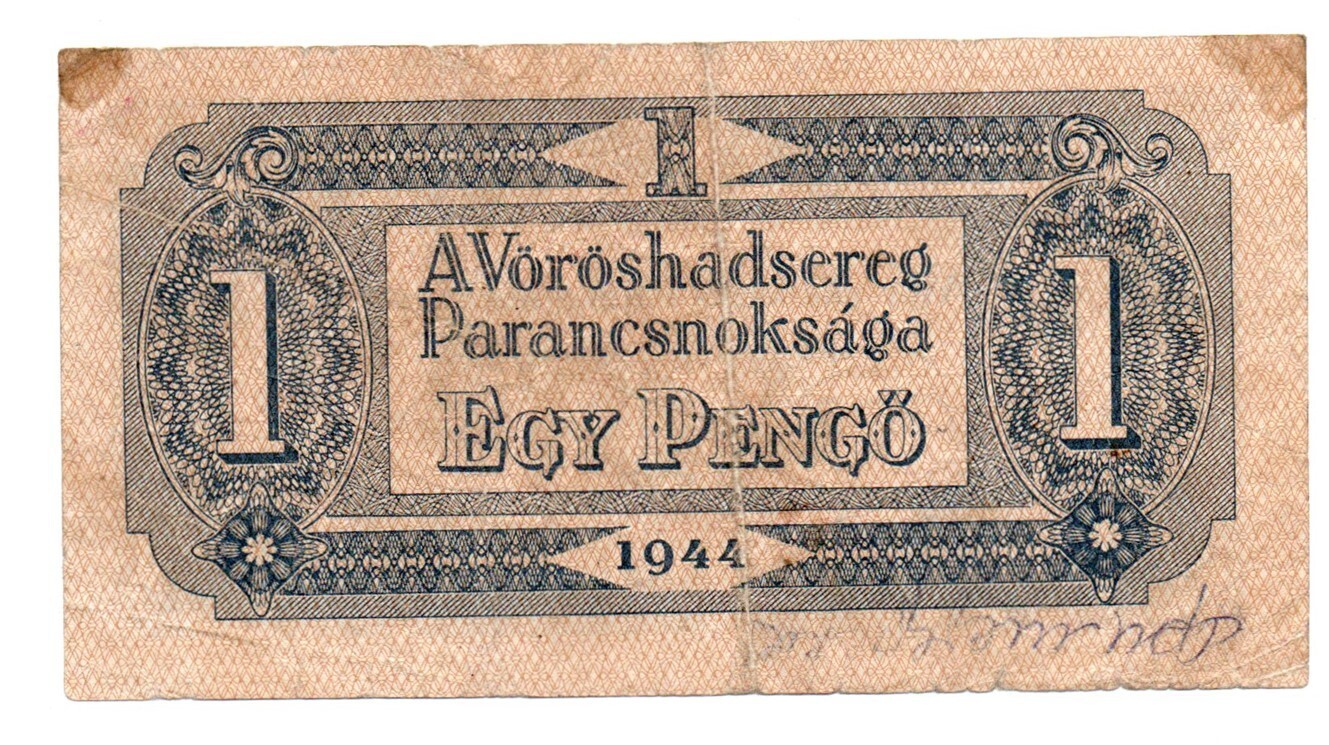 1
A Vöröshadsereg
1 1
Parancsnoksága
EGY PENGŐ
1944